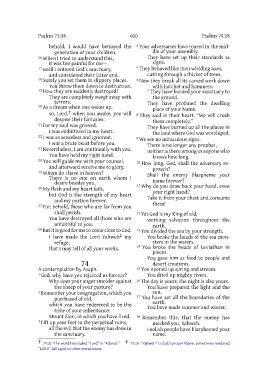 Psalms 73:16
600
Psalms 74:18
behold, I would have betrayed the
generation of your children.
16 When I tried to understand this,
it was too painful for me—
17 until I entered God's sanctuary,
and considered their latter end.
18 Surely you set them in slippery places.
You throw them down to destruction.
19 How they are suddenly destroyed!
They are completely swept away with
terrors.
20 As a dream when one wakes up,
so, Lord, when you awake, you will
despise their fantasies.
21 For my soul was grieved.
I was embittered in my heart.
22 I was so senseless and ignorant.
I was a brute beast before you.
23 Nevertheless, I am continually with you.
You have held my right hand.
24 You will guide me with your counsel,
and afterward receive me to glory.
25 Whom do I have in heaven?
There is no one on earth whom I
desire besides you.
26 My flesh and my heart fails,
but God is the strength of my heart
and my portion forever.
27 For, behold, those who are far from you
shall perish.
You have destroyed all those who are
unfaithful to you.
28 But it is good for me to come close to God.
I have made the Lord Yahweh my
refuge,
that I may tell of all your works.
74
A contemplation by Asaph.
1 God, why have you rejected us forever?
Why does your anger smolder against
the sheep of your pasture?
2 Remember your congregation, which you
purchased of old,
which you have redeemed to be the
tribe of your inheritance:
Mount Zion, in which you have lived.
3 Lift up your feet to the perpetual ruins,
all the evil that the enemy has done in
the sanctuary.
4 Your adversaries have roared in the mid-
dle of your assembly.
They have set up their standards as
signs.
5 They behaved like men wielding axes,
cutting through a thicket of trees.
6 Now they break all its carved work down
with hatchet and hammers.
7 They have burned your sanctuary to
the ground.
They have profaned the dwelling
place of your Name.
8 They said in their heart, "We will crush
them completely."
They have burned up all the places in
the land where God was worshiped.
9 We see no miraculous signs.
There is no longer any prophet,
neither is there among us anyone who
knows how long.
10 How long, God, shall the adversary re-
proach?
Shall the enemy blaspheme your
name forever?
11 Why do you draw back your hand, even
your right hand?
Take it from your chest and consume
them!
12 Yet God is my King of old,
working salvation throughout the
earth.
13 You divided the sea by your strength.
You broke the heads of the sea mon-
sters in the waters.
14 You broke the heads of Leviathan in
pieces.
You gave him as food to people and
desert creatures.
15 You opened up spring and stream.
You dried up mighty rivers.
16 The day is yours, the night is also yours.
You have prepared the light and the
sun.
17 You have set all the boundaries of the
earth.
You have made summer and winter.
18 Remember this, that the enemy has
mocked you, Yahweh.
Foolish people have blasphemed your
name.